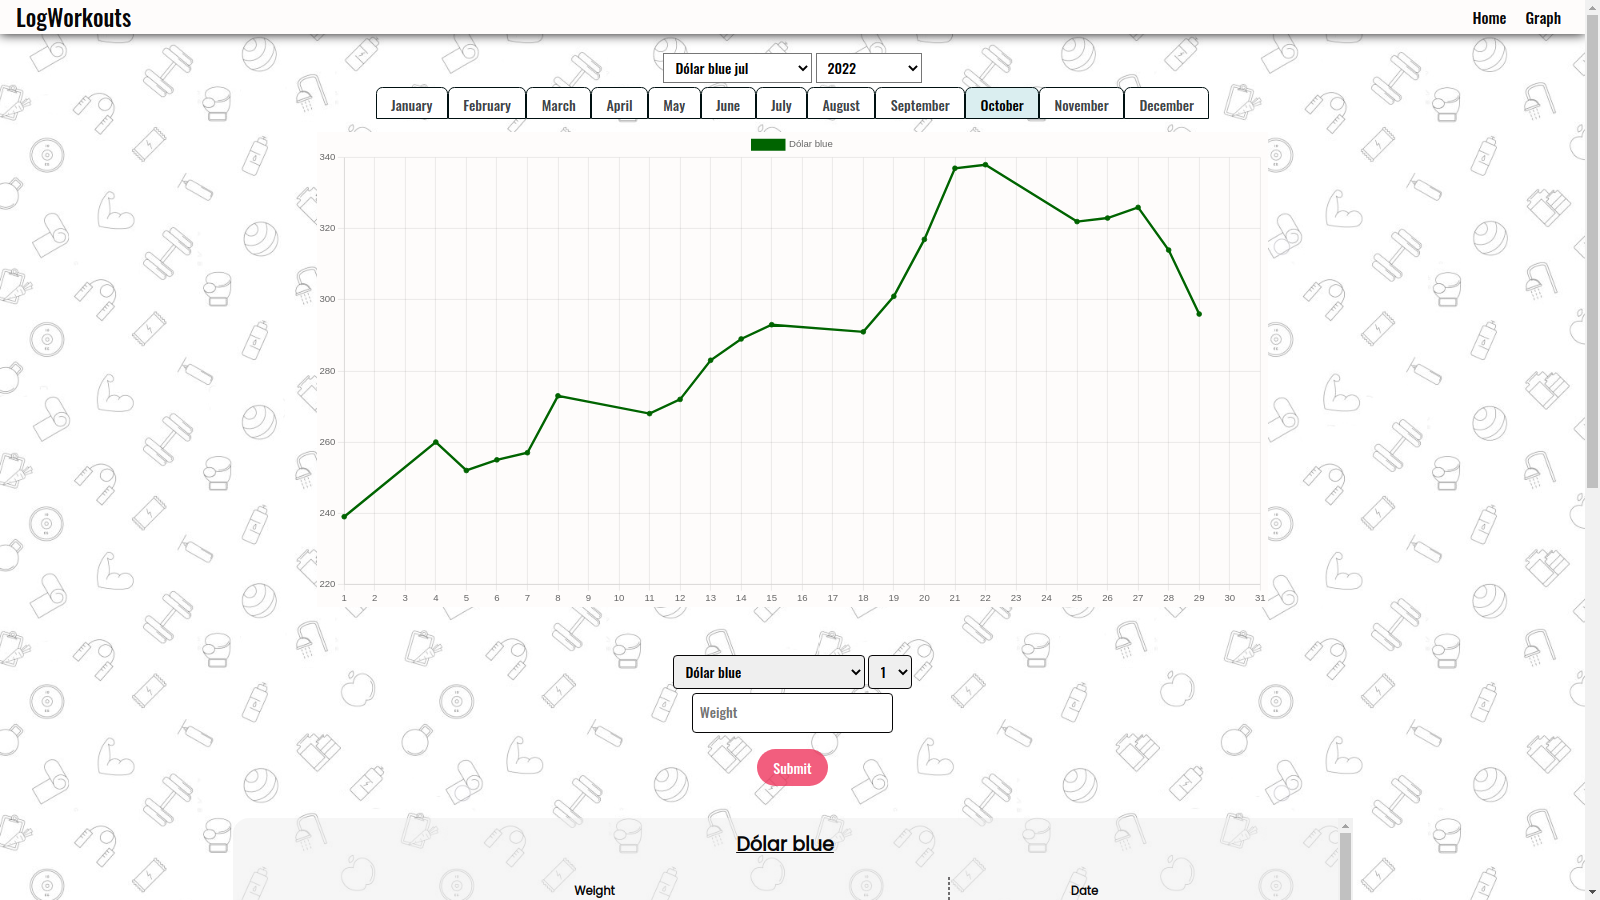 LogWorkouts Home Graph
Dólar blue jul 2022
January February March April May June July August September October November December
Dólar blue
340
320
300
280
260
240
220
1 2 3 4 5 6 7 8 9 10 11 12 13 14 15 16 17 18 19 20 21 22 23 24 25 26 27 28 29 30 31
Dólar blue 1
Weight
Submit
Dólar blue
Weight Date